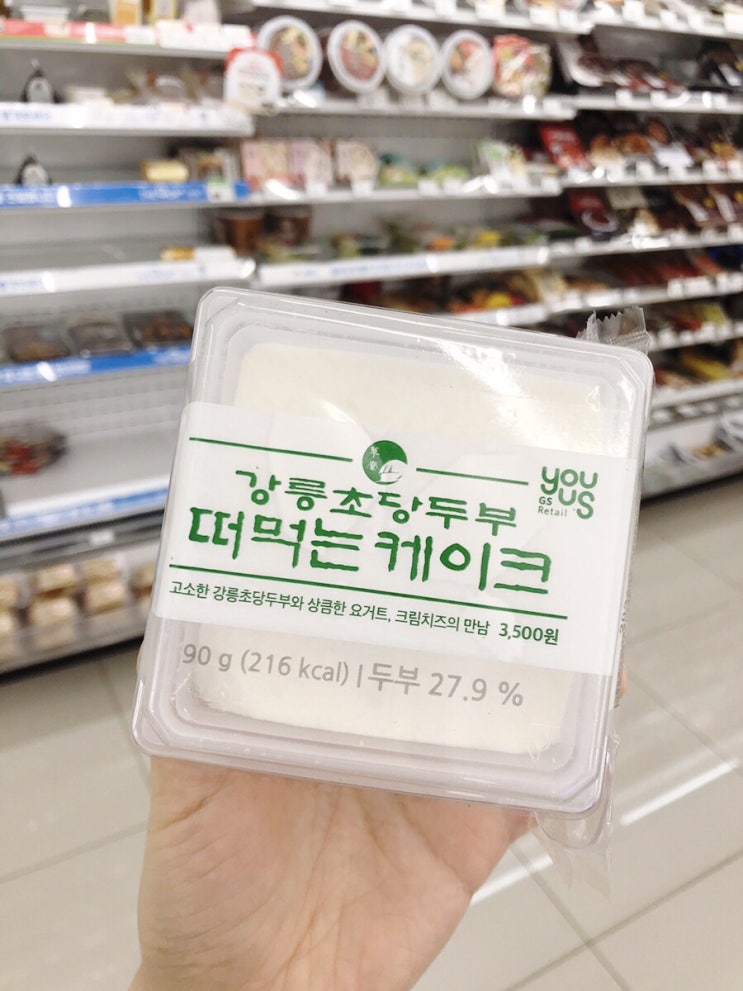 초당
강릉초당두부
떠먹는 케이크
you
us
GS
Retail
고소한 강릉초당두부와 상큼한 요거트, 크림치즈의 만남 3,500원
90 g (216 kcal) | 두부 27.9 %